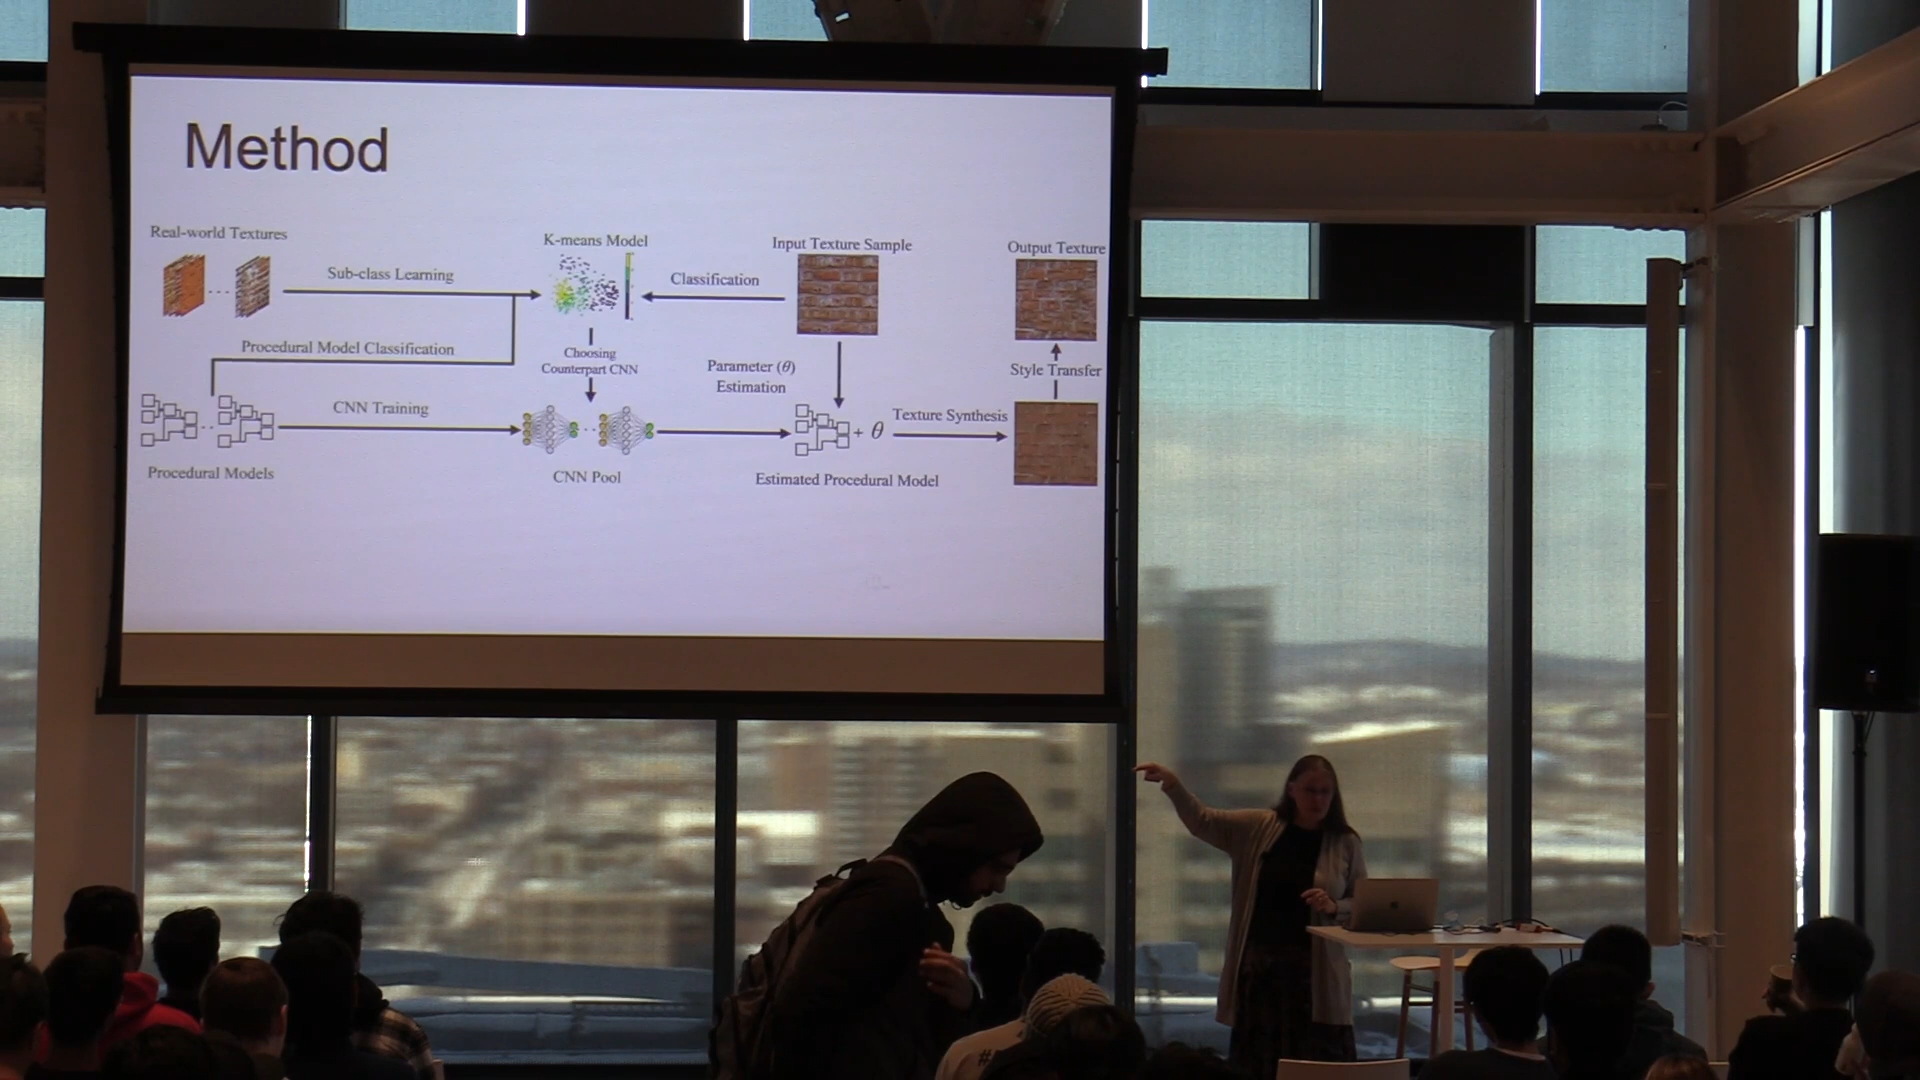 Method
Real-world Textures
Sub-class Learning
K-means Model
Classification
Input Texture Sample
Output Texture
Procedural Model Classification
Choosing
Counterpart CNN
Parameter (θ)
Estimation
Style Transfer
CNN Training
+ θ
Texture Synthesis
Procedural Models
CNN Pool
Estimated Procedural Model
#